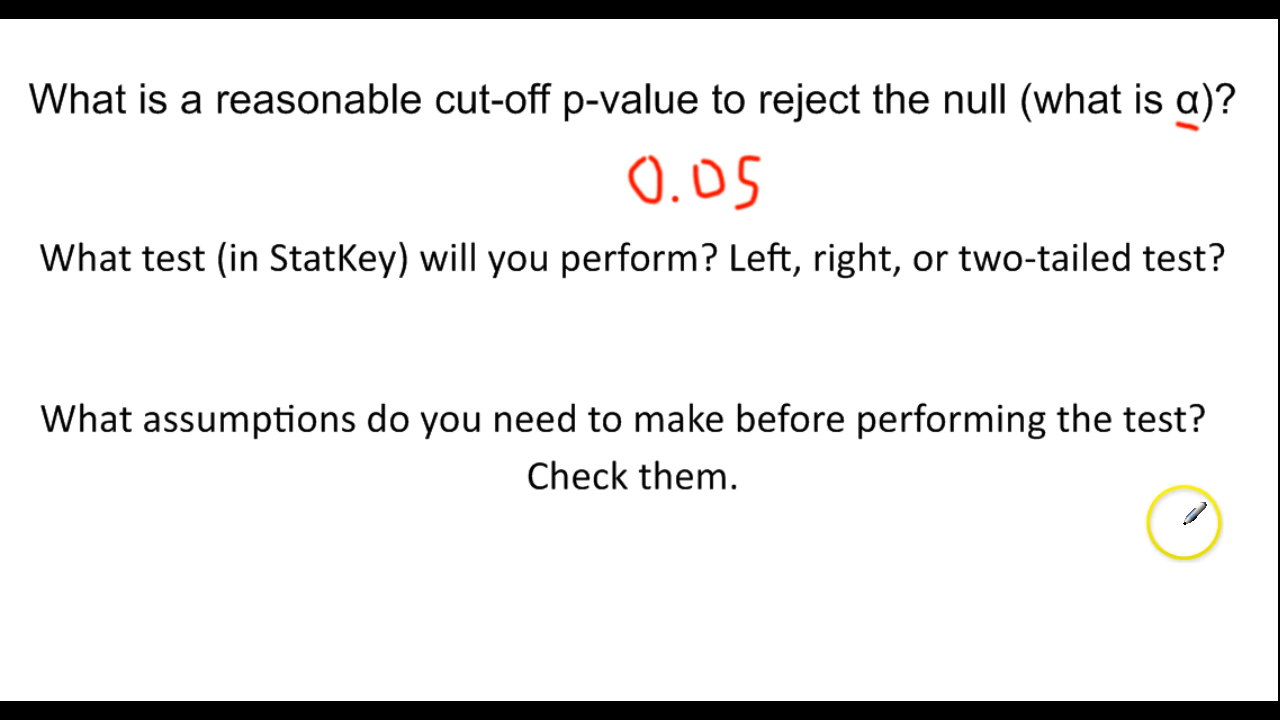 What is a reasonable cut-off p-value to reject the null (what is α)?
0.05
What test (in StatKey) will you perform? Left, right, or two-tailed test?
What assumptions do you need to make before performing the test?
Check them.